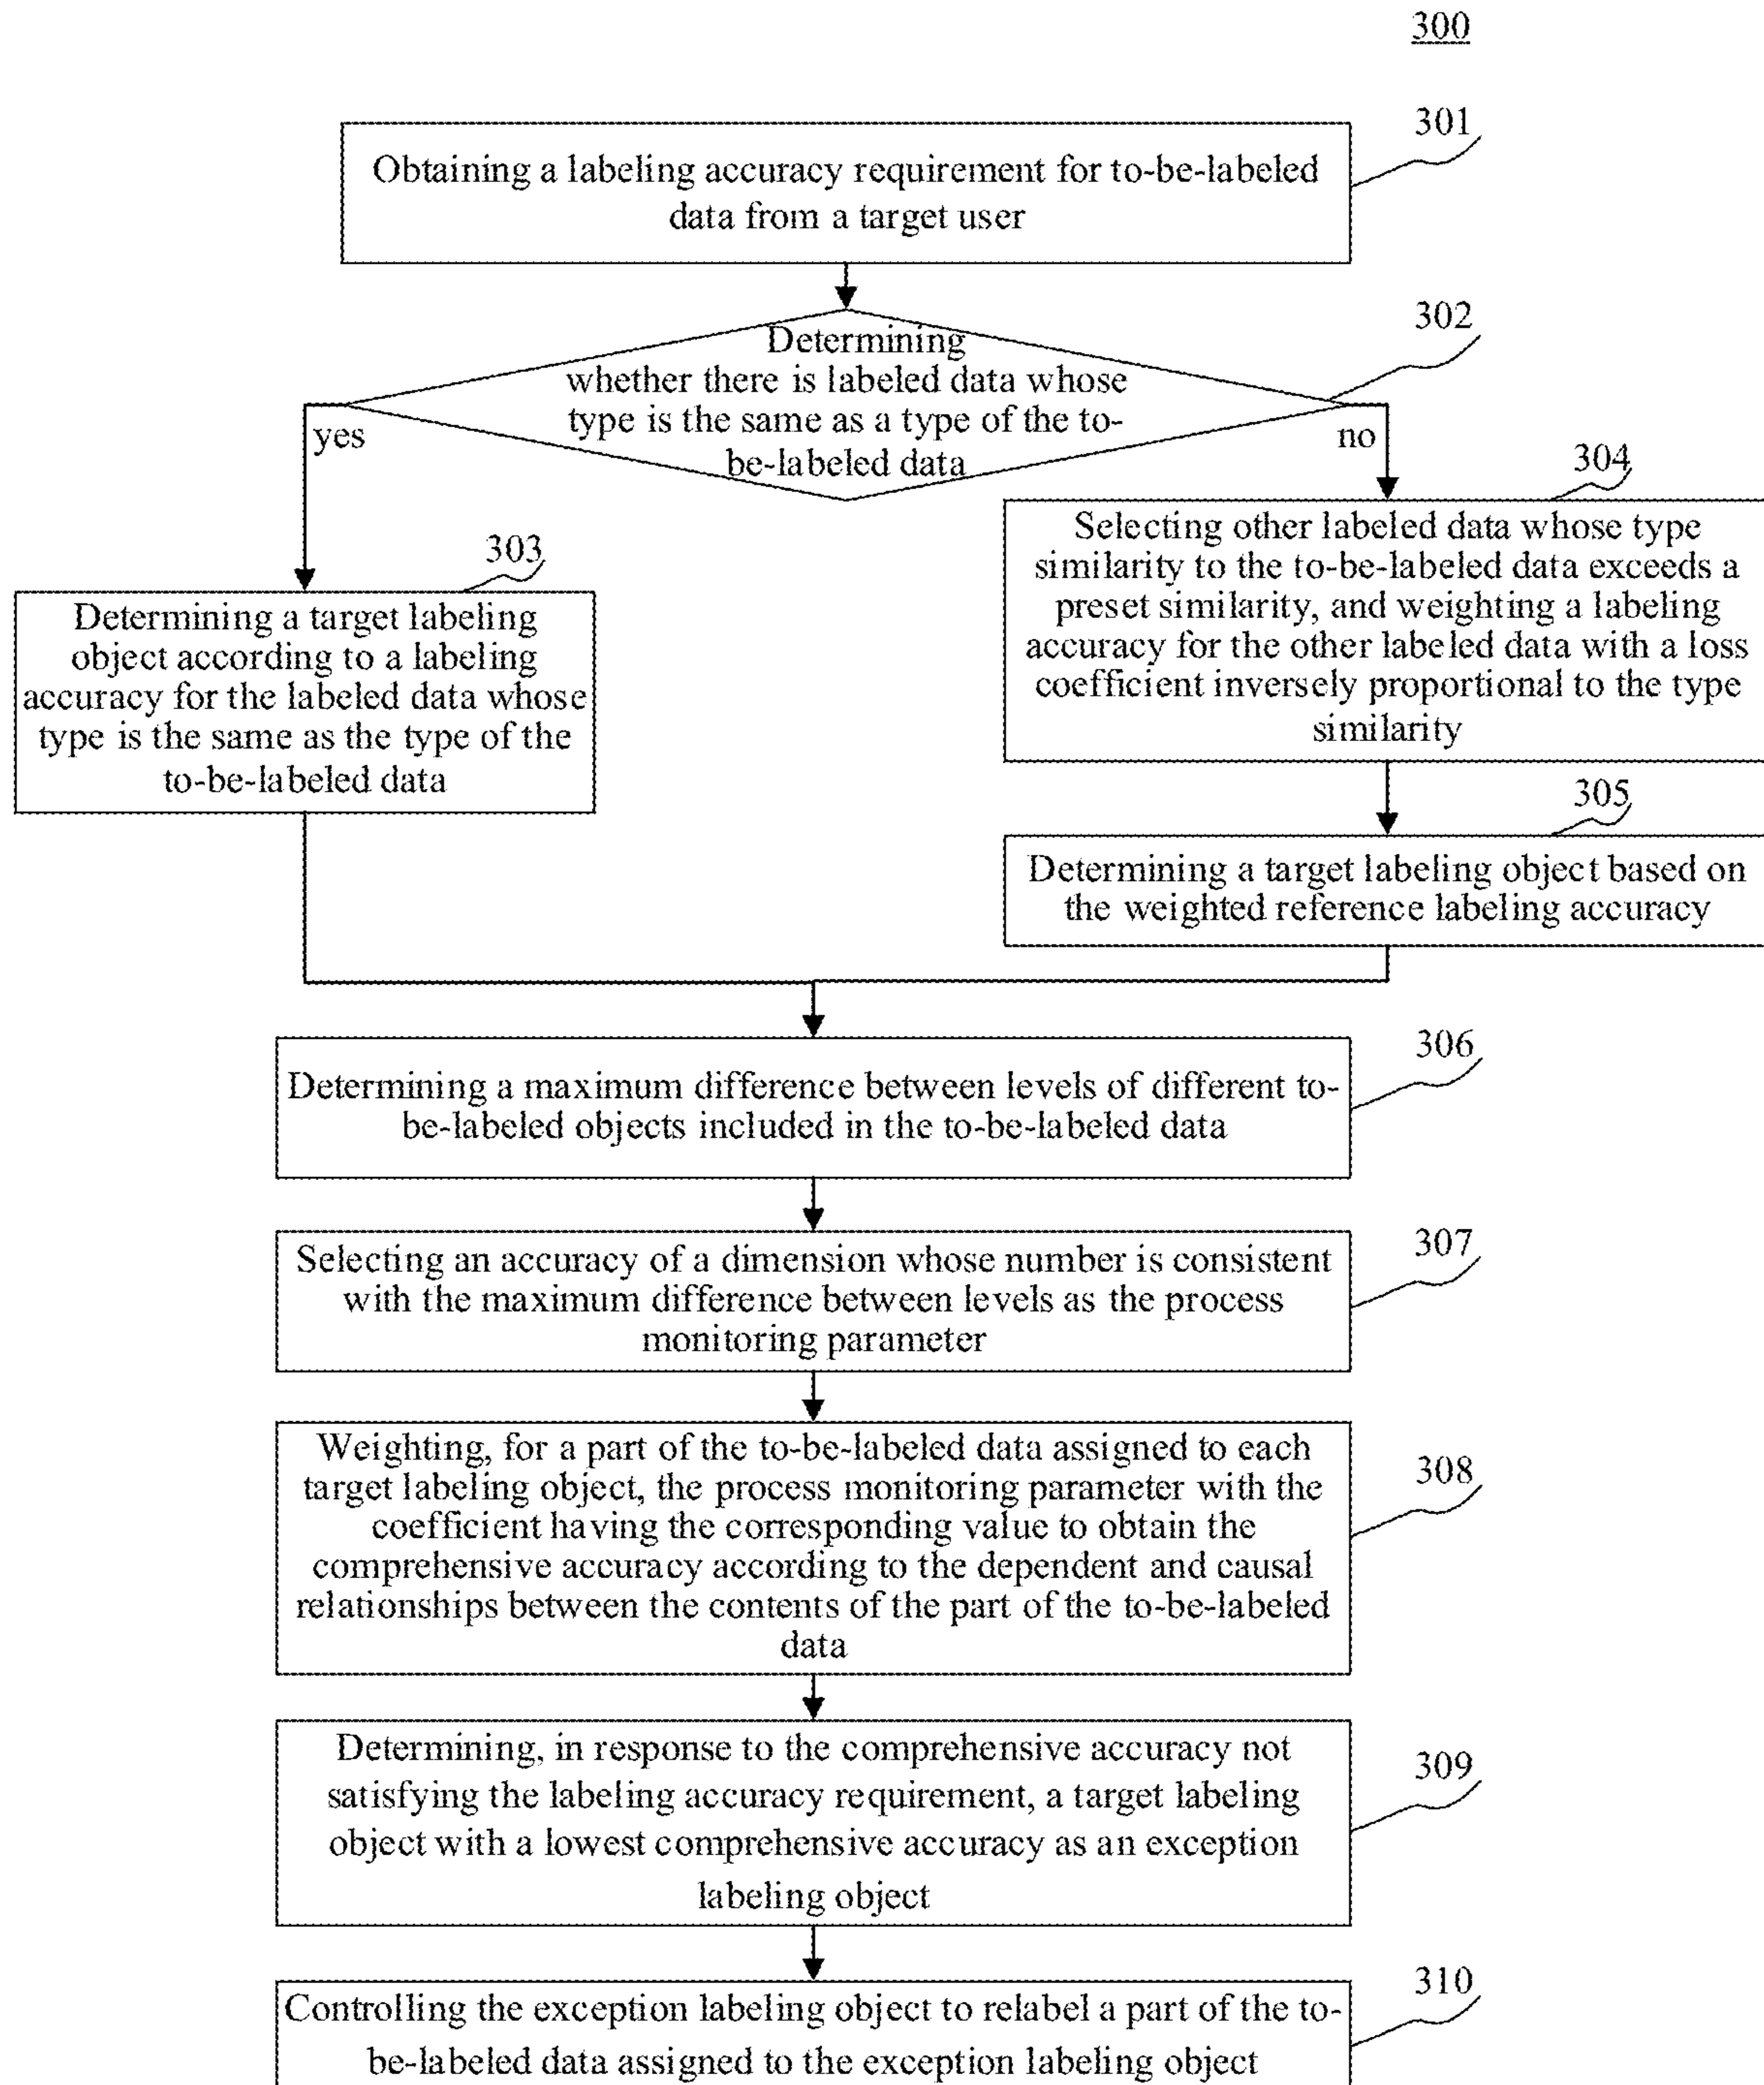 300
301
Obtaining a labeling accuracy requirement for to-be-labeled
data from a target user
302
Determining
whether there is labeled data whose
type is the same as a type of the to-
be-labeled data
yes
no
303
Determining a target labeling
object according to a labeling
accuracy for the labeled data whose
type is the same as the type of the
to-be-labeled data
304
Selecting other labeled data whose type
similarity to the to-be-labeled data exceeds a
preset similarity, and weighting a labeling
accuracy for the other labeled data with a loss
coefficient inversely proportional to the type
similarity
305
Determining a target labeling object based on
the weighted reference labeling accuracy
306
Determining a maximum difference between levels of different to-
be-labeled objects included in the to-be-labeled data
307
Selecting an accuracy of a dimension whose number is consistent
with the maximum difference between levels as the process
monitoring parameter
308
Weighting, for a part of the to-be-labeled data assigned to each
target labeling object, the process monitoring parameter with the
coefficient having the corresponding value to obtain the
comprehensive accuracy according to the dependent and causal
relationships between the contents of the part of the to-be-labeled
data
309
Determining, in response to the comprehensive accuracy not
satisfying the labeling accuracy requirement, a target labeling
object with a lowest comprehensive accuracy as an exception
labeling object
310
Controlling the exception labeling object to relabel a part of the to-
be-labeled data assigned to the exception labeling object